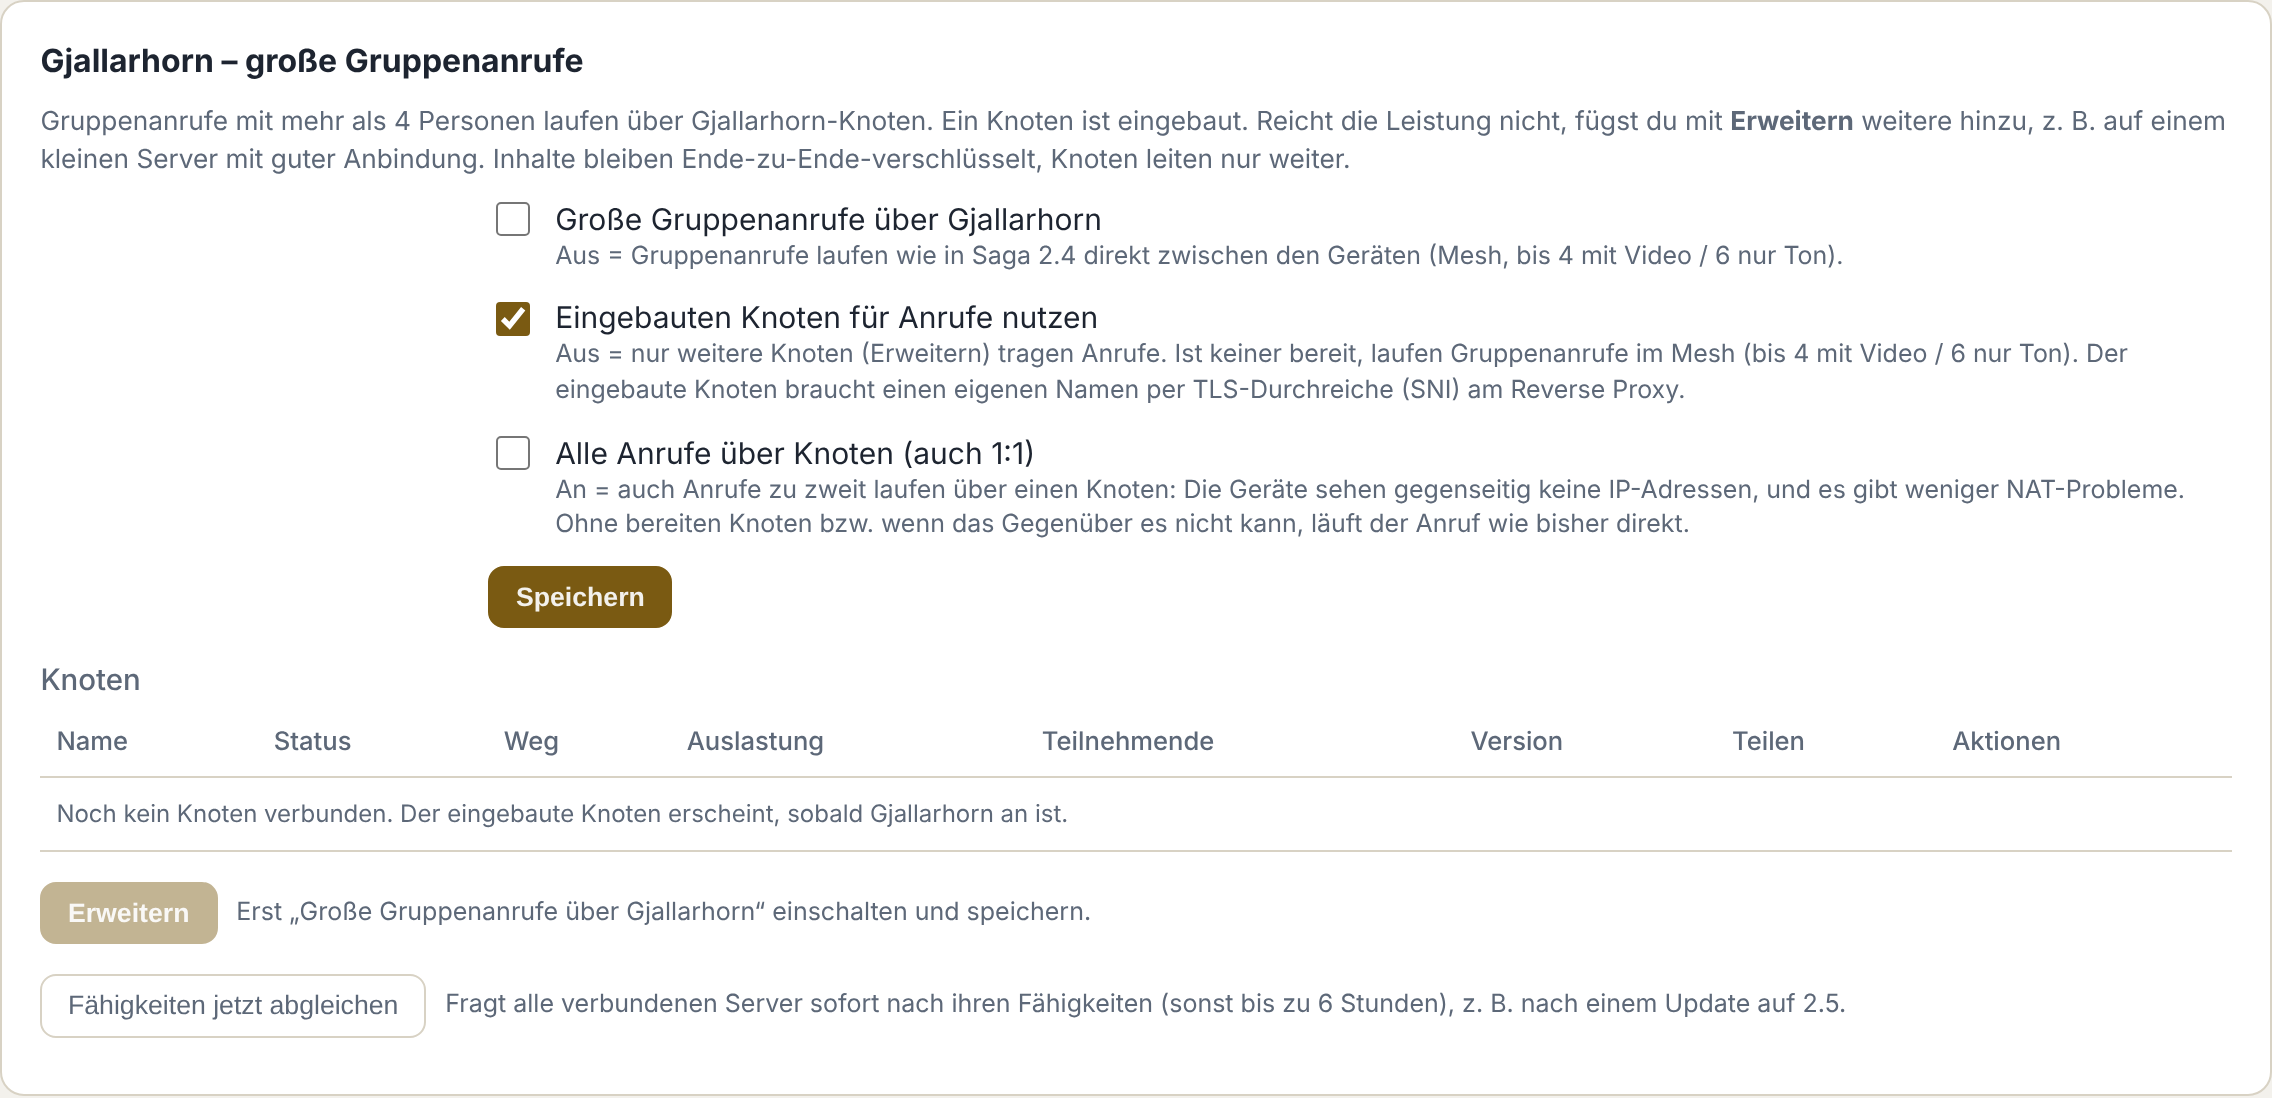 Gjallarhorn – große Gruppenanrufe
Gruppenanrufe mit mehr als 4 Personen laufen über Gjallarhorn-Knoten. Ein Knoten ist eingebaut. Reicht die Leistung nicht, fügst du mit Erweitern weitere hinzu, z. B. auf einem
kleinen Server mit guter Anbindung. Inhalte bleiben Ende-zu-Ende-verschlüsselt, Knoten leiten nur weiter.
Große Gruppenanrufe über Gjallarhorn
Aus = Gruppenanrufe laufen wie in Saga 2.4 direkt zwischen den Geräten (Mesh, bis 4 mit Video / 6 nur Ton).
Eingebauten Knoten für Anrufe nutzen
Aus = nur weitere Knoten (Erweitern) tragen Anrufe. Ist keiner bereit, laufen Gruppenanrufe im Mesh (bis 4 mit Video / 6 nur Ton). Der
eingebaute Knoten braucht einen eigenen Namen per TLS-Durchreiche (SNI) am Reverse Proxy.
Alle Anrufe über Knoten (auch 1:1)
An = auch Anrufe zu zweit laufen über einen Knoten: Die Geräte sehen gegenseitig keine IP-Adressen, und es gibt weniger NAT-Probleme.
Ohne bereiten Knoten bzw. wenn das Gegenüber es nicht kann, läuft der Anruf wie bisher direkt.
Speichern
Knoten
Name Status Weg Auslastung Teilnehmende Version Teilen Aktionen
Noch kein Knoten verbunden. Der eingebaute Knoten erscheint, sobald Gjallarhorn an ist.
Erweitern Erst „Große Gruppenanrufe über Gjallarhorn“ einschalten und speichern.
Fähigkeiten jetzt abgleichen Fragt alle verbundenen Server sofort nach ihren Fähigkeiten (sonst bis zu 6 Stunden), z. B. nach einem Update auf 2.5.